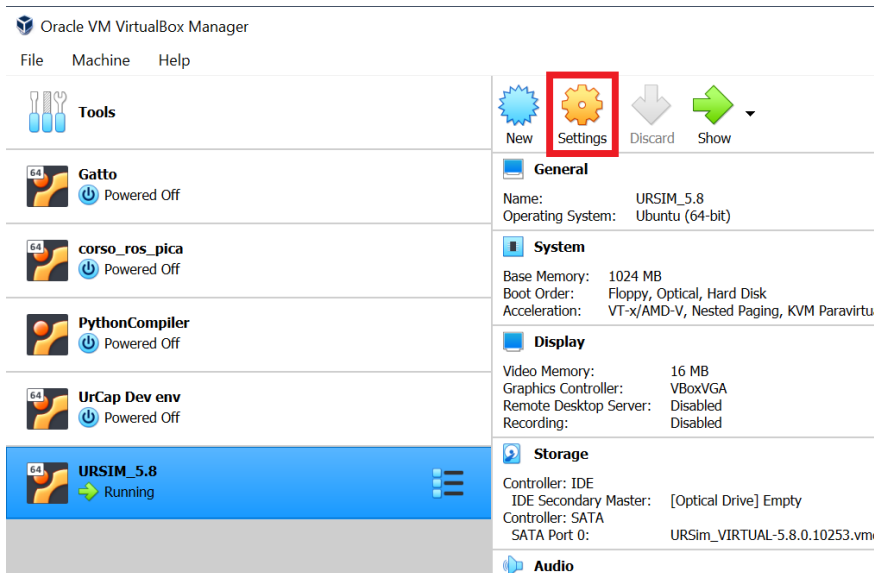 Oracle VM VirtualBox Manager
File Machine Help
Tools
64
Gatto
Powered Off
64
corso_ros_pica
Powered Off
PythonCompiler
Powered Off
64
UrCap Dev env
Powered Off
64
URSIM_5.8
Running
New Settings Discard Show
General
Name: URSIM_5.8
Operating System: Ubuntu (64-bit)
System
Base Memory: 1024 MB
Boot Order: Floppy, Optical, Hard Disk
Acceleration: VT-x/AMD-V, Nested Paging, KVM Paravirtua
Display
Video Memory: 16 MB
Graphics Controller: VBoxVGA
Remote Desktop Server: Disabled
Recording: Disabled
Storage
Controller: IDE
IDE Secondary Master: [Optical Drive] Empty
Controller: SATA
SATA Port 0: URSim_VIRTUAL-5.8.0.10253.vm
Audio